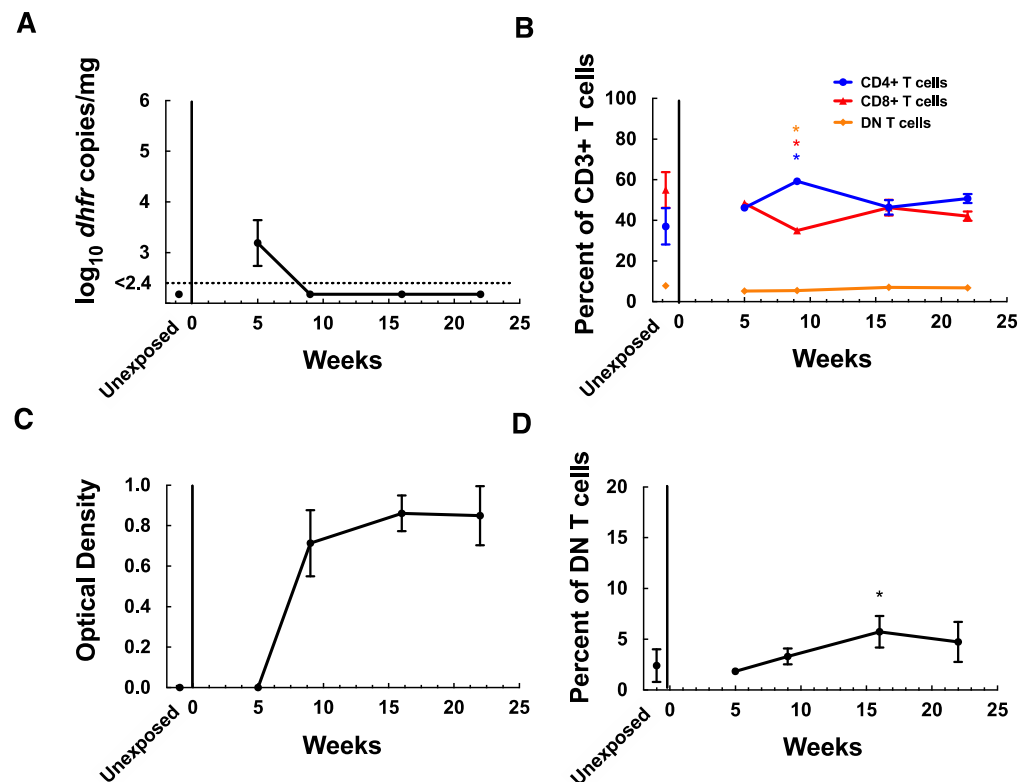 A
log10 dhfr copies/mg
6
5
4
3
<2.4
Unexposed
0
5
10
15
20
25
Weeks
B
Percent of CD3+ T cells
CD4+ T cells
CD8+ T cells
DN T cells
100
80
60
40
20
0
*
*
*
Unexposed
0
5
10
15
20
25
Weeks
C
Optical Density
1.0
0.8
0.6
0.4
0.2
0.0
Unexposed
0
5
10
15
20
25
Weeks
D
Percent of DN T cells
20
15
10
5
0
*
Unexposed
0
5
10
15
20
25
Weeks